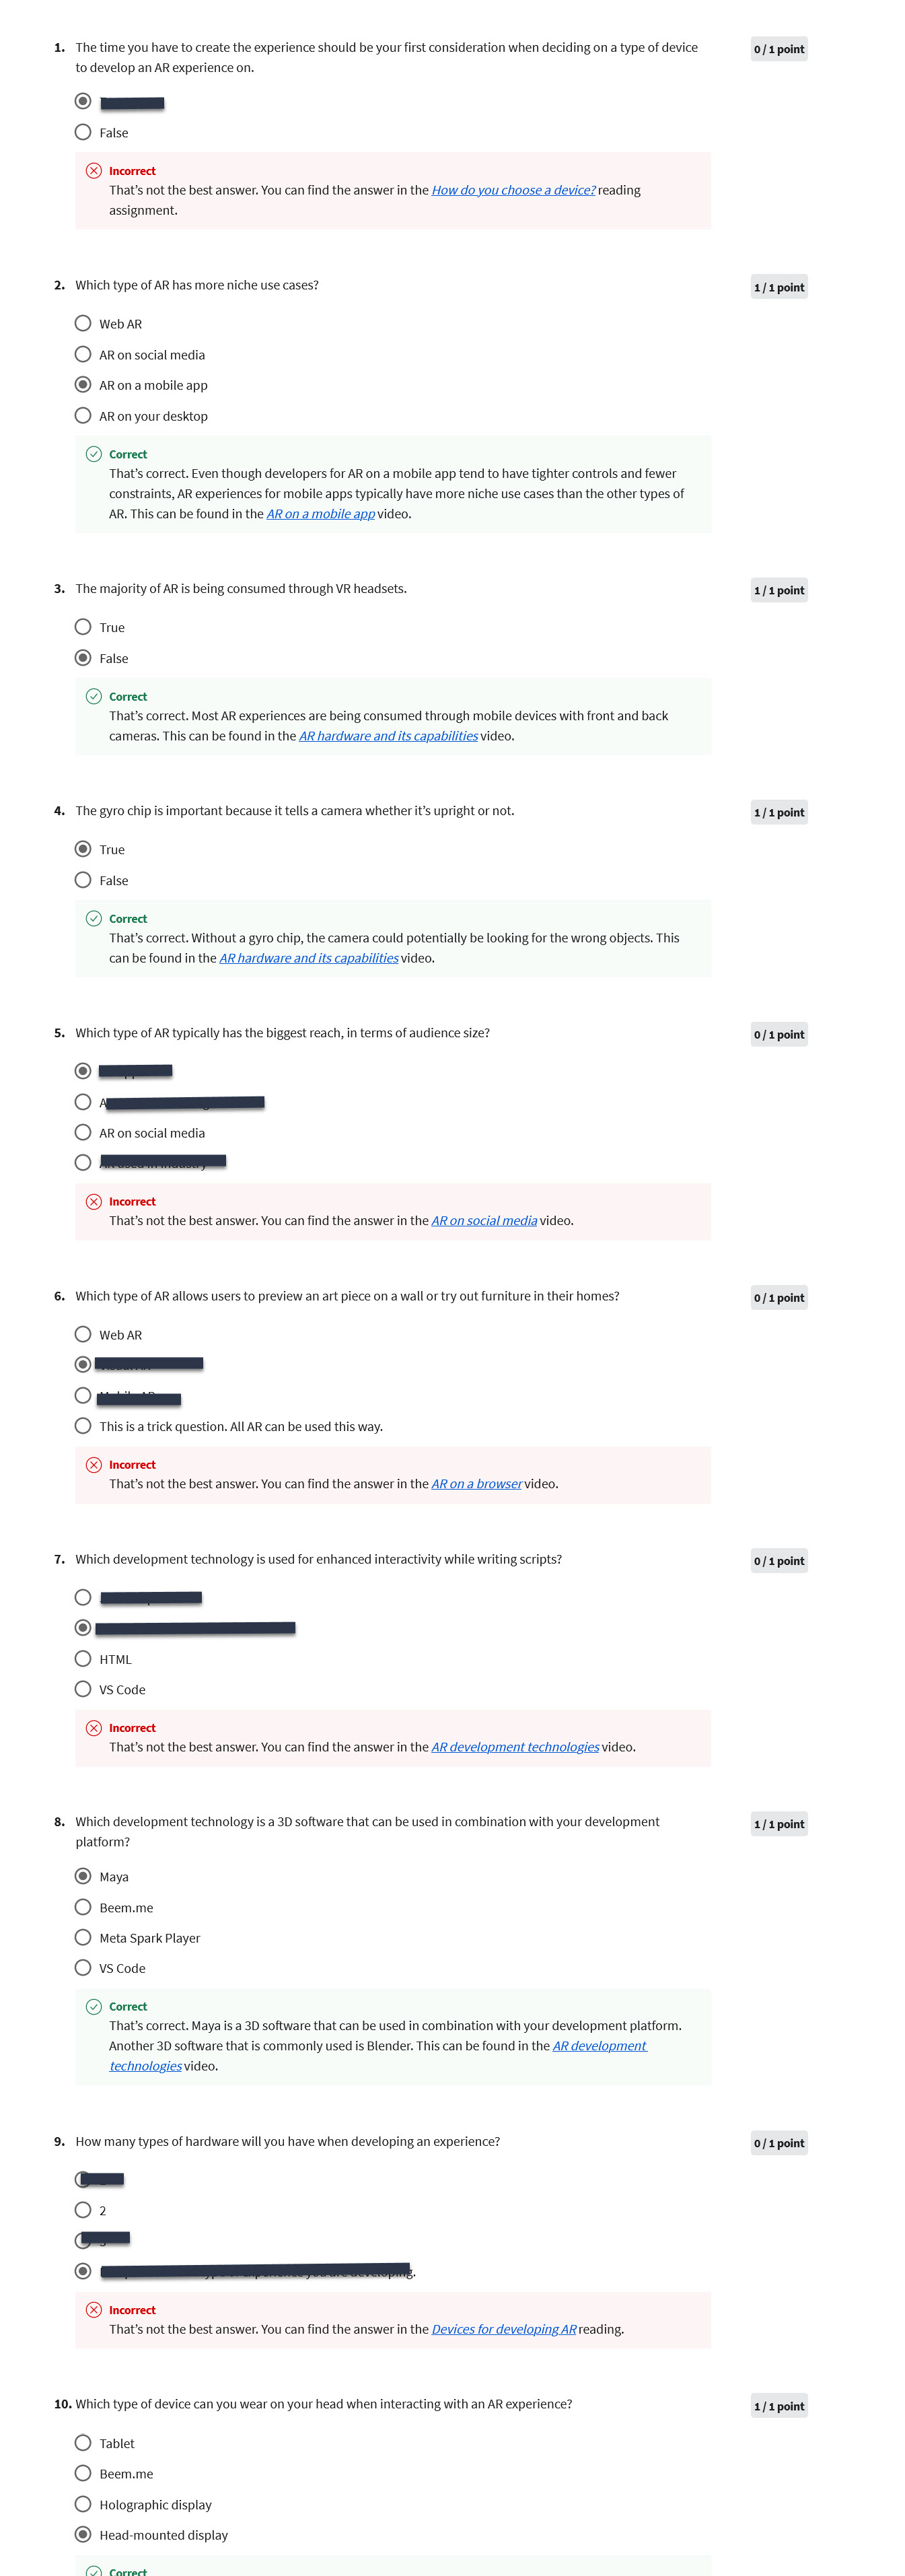 1. The time you have to create the experience should be your first consideration when deciding on a type of device
to develop an AR experience on.
0 / 1 point
False
Incorrect
That's not the best answer. You can find the answer in the How do you choose a device? reading
assignment.
2. Which type of AR has more niche use cases?
1 / 1 point
Web AR
AR on social media
AR on a mobile app
AR on your desktop
Correct
That's correct. Even though developers for AR on a mobile app tend to have tighter controls and fewer
constraints, AR experiences for mobile apps typically have more niche use cases than the other types of
AR. This can be found in the AR on a mobile app video.
3. The majority of AR is being consumed through VR headsets.
1 / 1 point
True
False
Correct
That's correct. Most AR experiences are being consumed through mobile devices with front and back
cameras. This can be found in the AR hardware and its capabilities video.
4. The gyro chip is important because it tells a camera whether it's upright or not.
1 / 1 point
True
False
Correct
That's correct. Without a gyro chip, the camera could potentially be looking for the wrong objects. This
can be found in the AR hardware and its capabilities video.
5. Which type of AR typically has the biggest reach, in terms of audience size?
0 / 1 point
AR on social media
Incorrect
That's not the best answer. You can find the answer in the AR on social media video.
6. Which type of AR allows users to preview an art piece on a wall or try out furniture in their homes?
0 / 1 point
Web AR
This is a trick question. All AR can be used this way.
Incorrect
That's not the best answer. You can find the answer in the AR on a browser video.
7. Which development technology is used for enhanced interactivity while writing scripts?
0 / 1 point
HTML
VS Code
Incorrect
That's not the best answer. You can find the answer in the AR development technologies video.
8. Which development technology is a 3D software that can be used in combination with your development
platform?
1 / 1 point
Maya
Beem.me
Meta Spark Player
VS Code
Correct
That's correct. Maya is a 3D software that can be used in combination with your development platform.
Another 3D software that is commonly used is Blender. This can be found in the AR development
technologies video.
9. How many types of hardware will you have when developing an experience?
0 / 1 point
2
Incorrect
That's not the best answer. You can find the answer in the Devices for developing AR reading.
10. Which type of device can you wear on your head when interacting with an AR experience?
1 / 1 point
Tablet
Beem.me
Holographic display
Head-mounted display
Correct